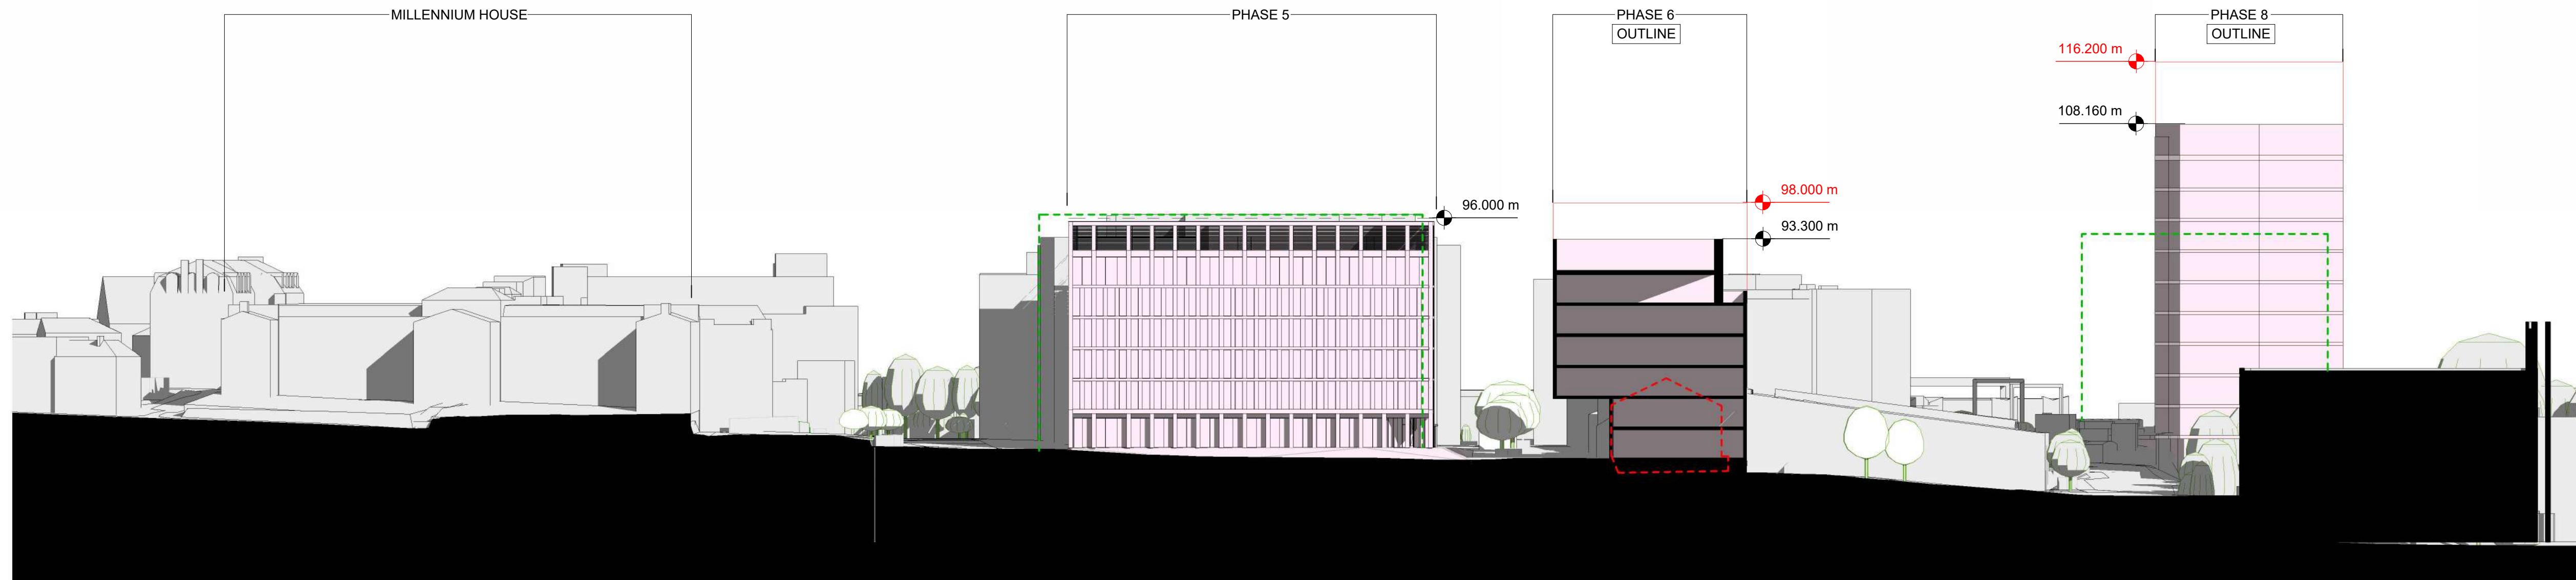 MILLENNIUM HOUSE
PHASE 5
PHASE 6
OUTLINE
PHASE 8
OUTLINE
116.200 m
108.160 m
98.000 m
96.000 m
93.300 m